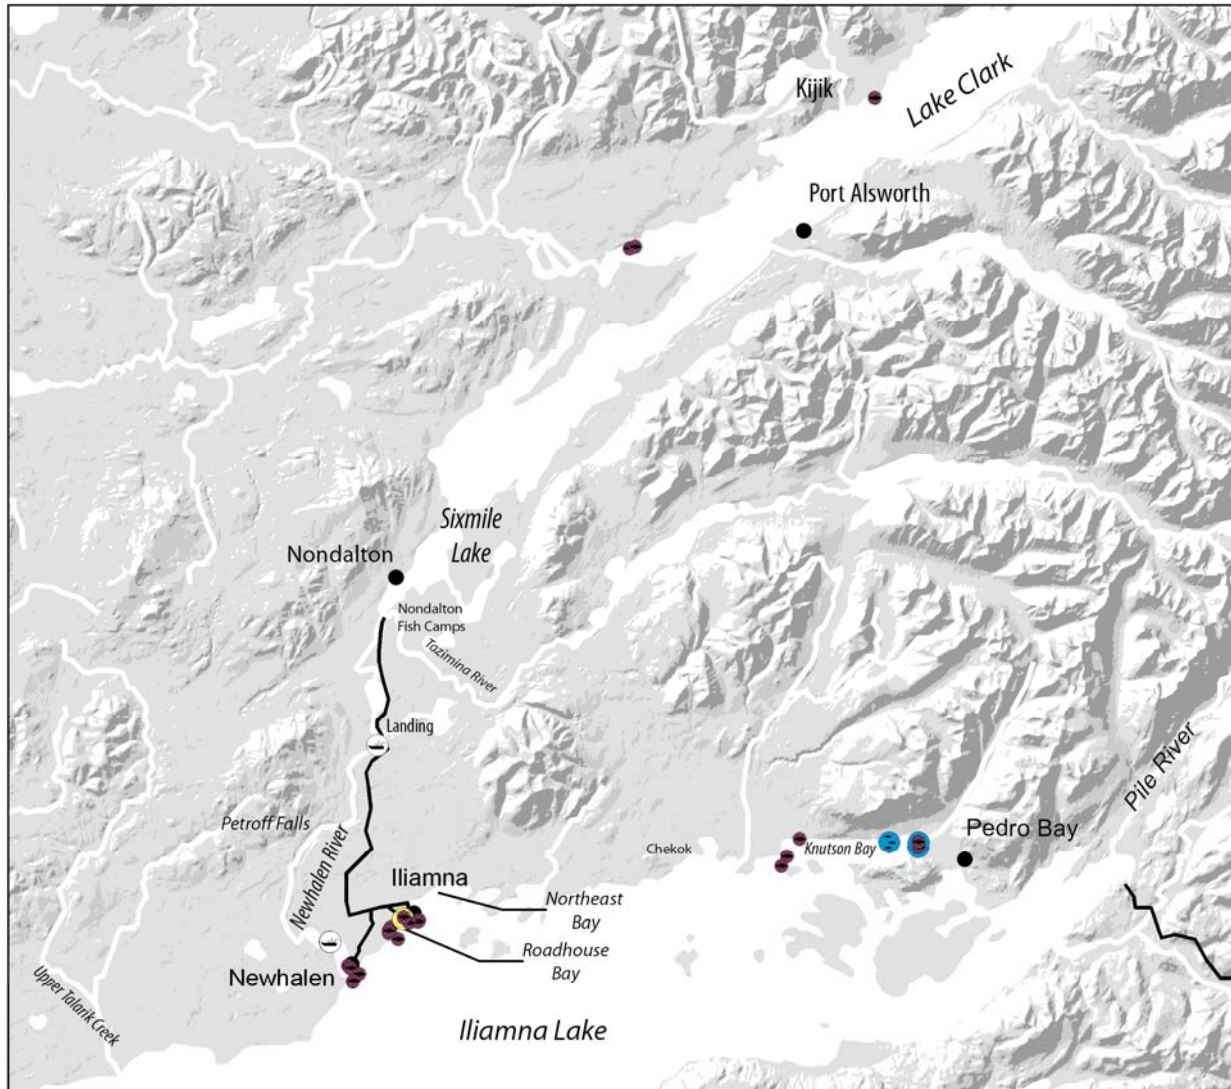 Kijik
Lake Clark
Port Alsworth
Sixmile
Lake
Nondalton
Nondalton
Fish Camps
Tazimina River
Landing
Pile River
Petroff Falls
Newhalen River
Chekok
Knutson Bay
Pedro Bay
Iliamna
Northeast
Bay
Roadhouse
Bay
Newhalen
Upper Talarik Creek
Iliamna Lake